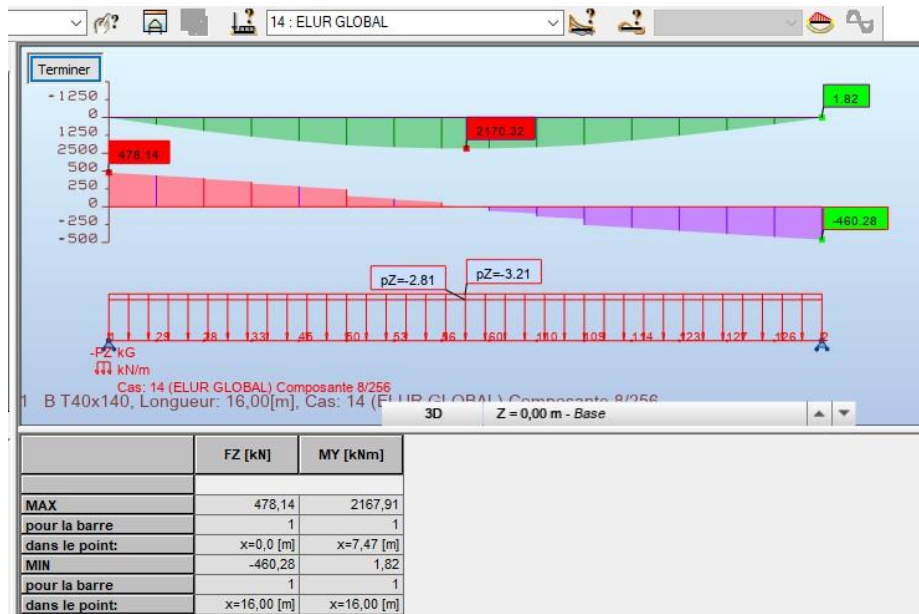 14 : ELUR GLOBAL
Terminer
-1250
0
1250
2500
1.82
2170.32
478.14
500
250
0
-250
-500
-460.28
pZ=-2.81
pZ=-3.21
-PZ kG
kN/m
Cas: 14 (ELUR GLOBAL) Composante 8/256
1 B T40x140, Longueur: 16,00[m], Cas: 14 (ELUR GLOBAL) Composante 8/256
3D Z = 0,00 m - Base
FZ [kN] MY [kNm]
MAX 478,14 2167,91
pour la barre 1 1
dans le point: x=0,0 [m] x=7,47 [m]
MIN -460,28 1,82
pour la barre 1 1
dans le point: x=16,00 [m] x=16,00 [m]